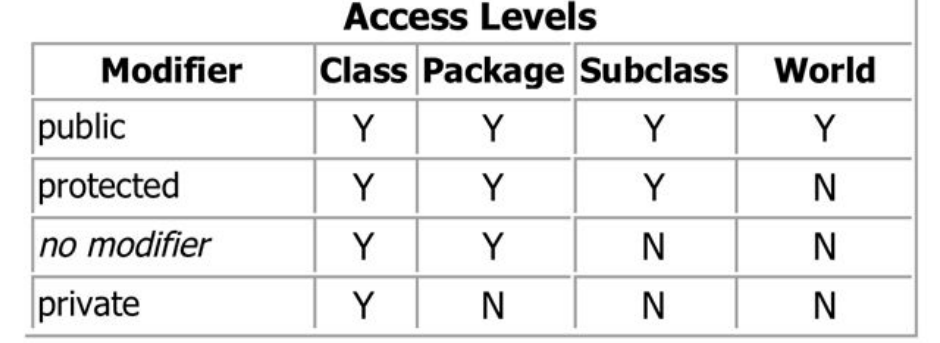 Access Levels
Modifier Class Package Subclass World
public Y Y Y Y
protected Y Y Y N
no modifier Y Y N N
private Y N N N